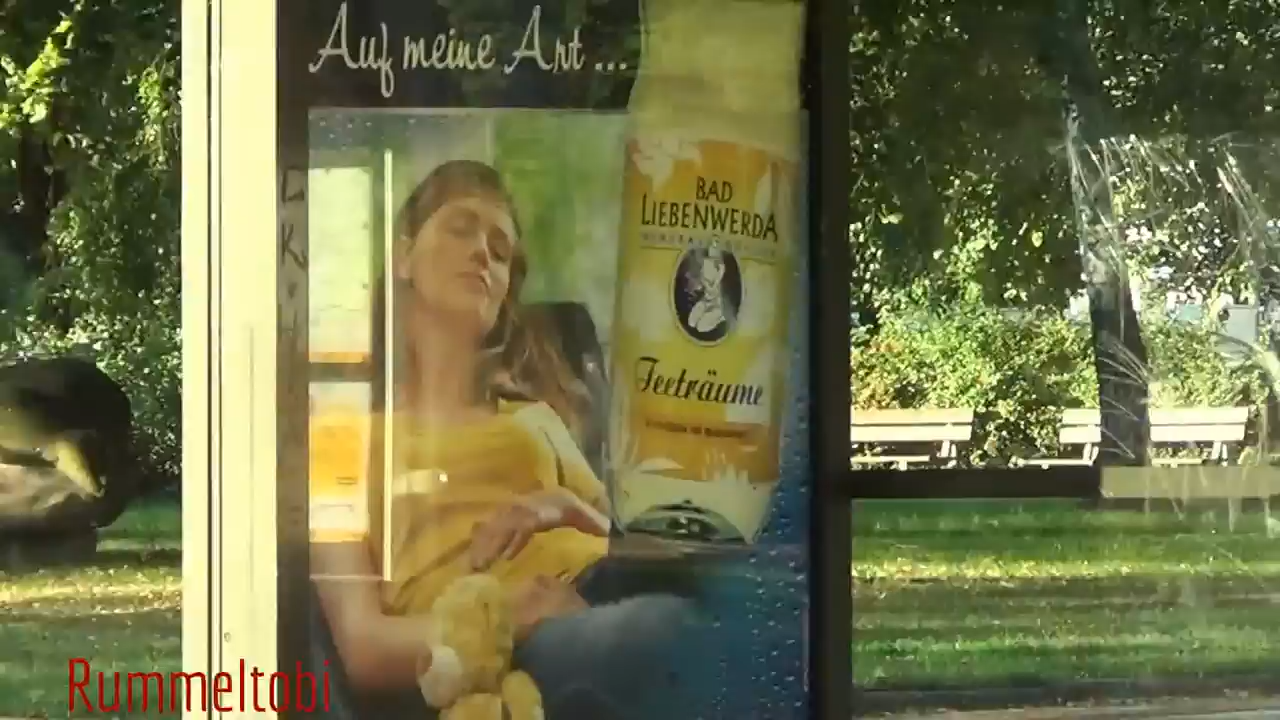 Auf meine Art ...
BAD
LIEBENWERDA
Teeträume
Rummeltobi